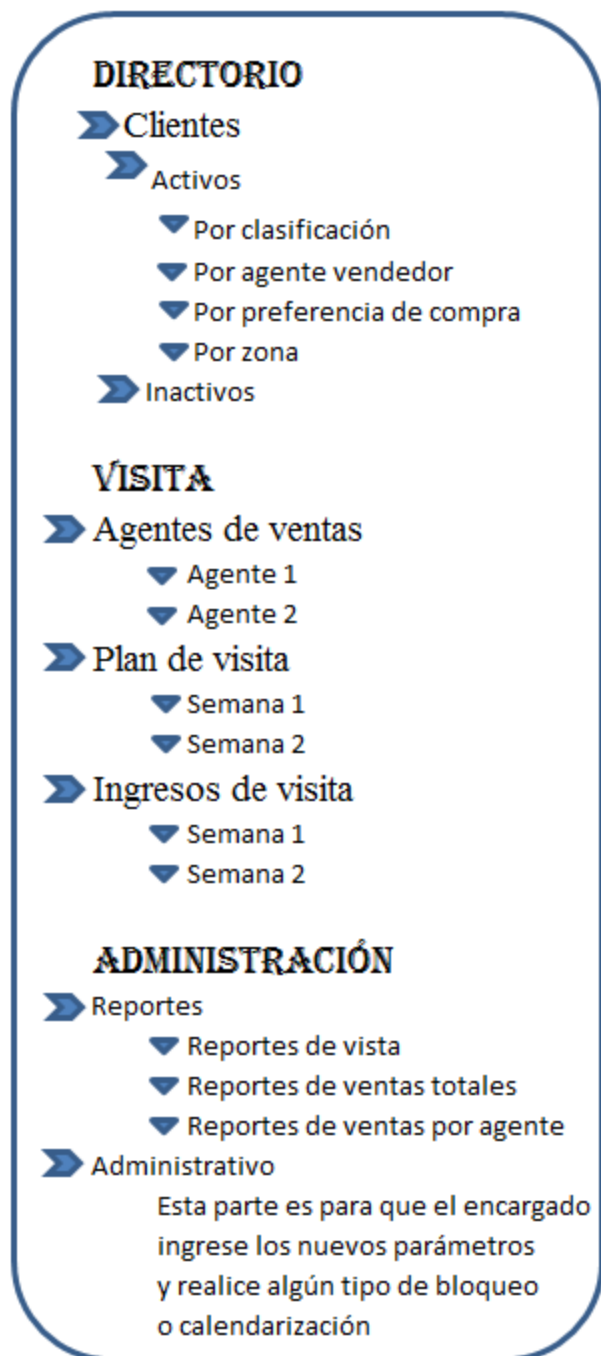 DIRECTORIO
Clientes
Activos
Por clasificación
Por agente vendedor
Por preferencia de compra
Por zona
Inactivos
VISITA
Agentes de ventas
Agente 1
Agente 2
Plan de visita
Semana 1
Semana 2
Ingresos de visita
Semana 1
Semana 2
ADMINISTRACIÓN
Reportes
Reportes de vista
Reportes de ventas totales
Reportes de ventas por agente
Administrativo
Esta parte es para que el encargado
ingrese los nuevos parámetros
y realice algún tipo de bloqueo
o calendarización